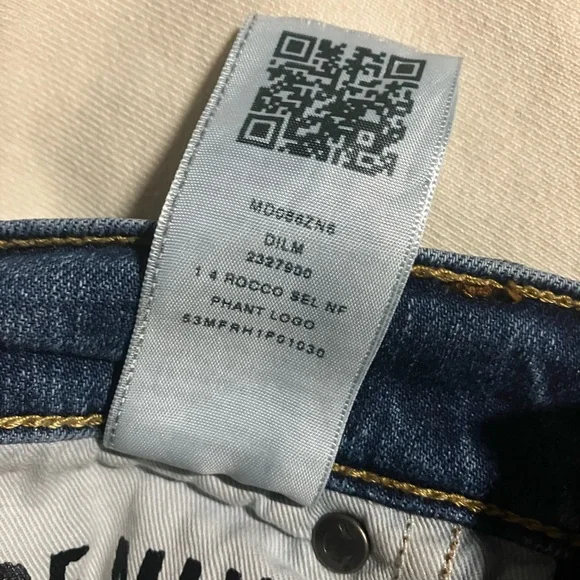 MD086ZN6
DILM
2327900
1 4 ROCCO SEL NF
PHANT LOGO
53MFRH1P01030